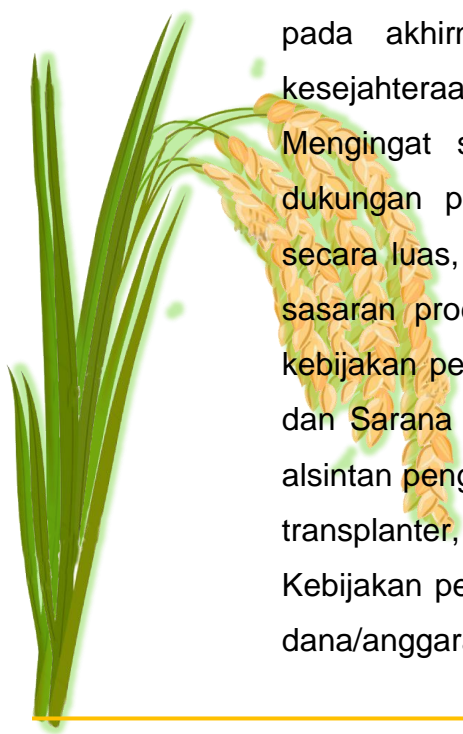 pada akhirn
kesejahteraa
Mengingat s
dukungan p
secara luas,
sasaran prod
kebijakan pe
dan Sarana
alsintan peng
transplanter,
Kebijakan pe
dana/anggara